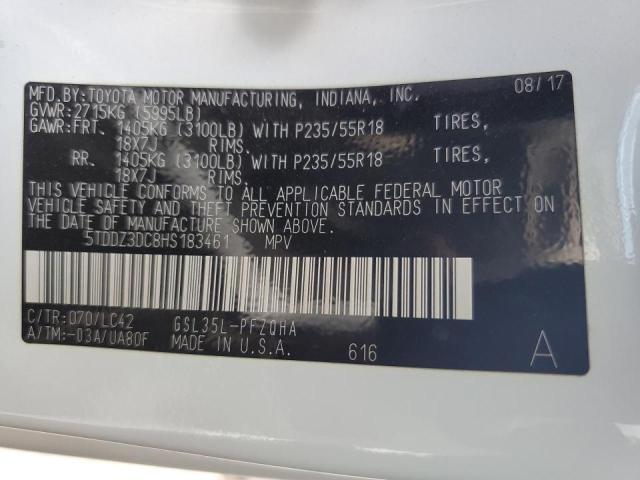 MFD.BY:TOYOTA MOTOR MANUFACTURING, INDIANA, INC. 08/17
GVWR:2715KG (5995LB)
GAWR:FRT. 1405KG (3100LB) WITH P235/55R18 TIRES,
18X7J RIMS.
RR. 1405KG (3100LB) WITH P235/55R18 TIRES,
18X7J RIMS.
THIS VEHICLE CONFORMS TO ALL APPLICABLE FEDERAL MOTOR
VEHICLE SAFETY AND THEFT PREVENTION STANDARDS IN EFFECT
ON THE DATE OF MANUFACTURE SHOWN ABOVE.
5TDDZ3DC8HS183461 MPV
C/TR:070/LC42 GSL35L-PFZQHA
A/TM:-03A/UA80F MADE IN U.S.A. 616 A